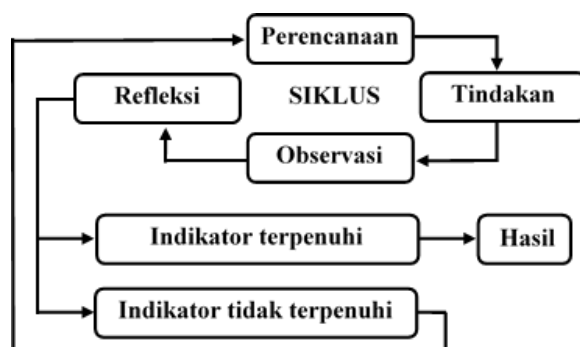 Perencanaan
Refleksi
SIKLUS
Tindakan
Observasi
Indikator terpenuhi
Hasil
Indikator tidak terpenuhi